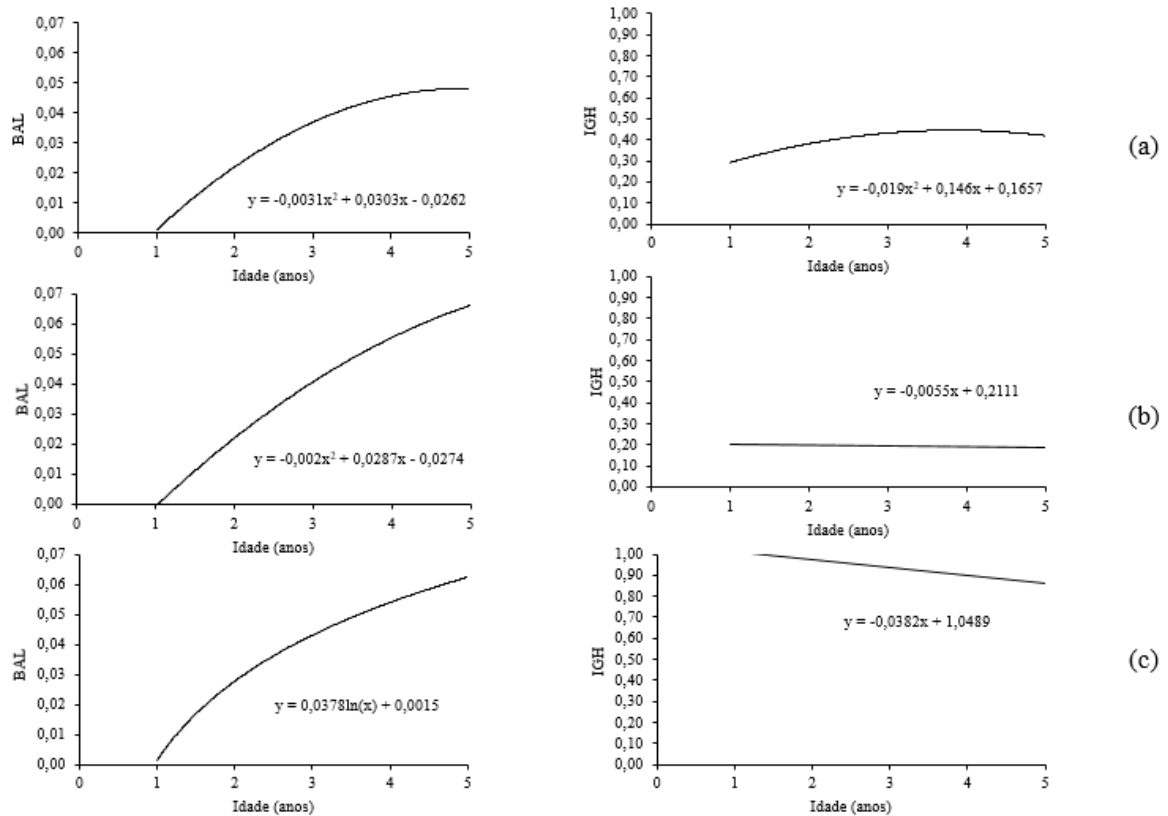 0,07
0,06
0,05
0,04
0,03
0,02
0,01
0,00
BAL
0 1 2 3 4 5
Idade (anos)
y = -0,0031x² + 0,0303x - 0,0262
1,00
0,90
0,80
0,70
0,60
0,50
0,40
0,30
0,20
0,10
0,00
IGH
0 1 2 3 4 5
Idade (anos)
y = -0,019x² + 0,146x + 0,1657
(a)
0,07
0,06
0,05
0,04
0,03
0,02
0,01
0,00
BAL
0 1 2 3 4 5
Idade (anos)
y = -0,002x² + 0,0287x - 0,0274
1,00
0,90
0,80
0,70
0,60
0,50
0,40
0,30
0,20
0,10
0,00
IGH
0 1 2 3 4 5
Idade (anos)
y = -0,0055x + 0,2111
(b)
0,07
0,06
0,05
0,04
0,03
0,02
0,01
0,00
BAL
0 1 2 3 4 5
Idade (anos)
y = 0,0378ln(x) + 0,0015
1,00
0,90
0,80
0,70
0,60
0,50
0,40
0,30
0,20
0,10
0,00
IGH
0 1 2 3 4 5
Idade (anos)
y = -0,0382x + 1,0489
(c)